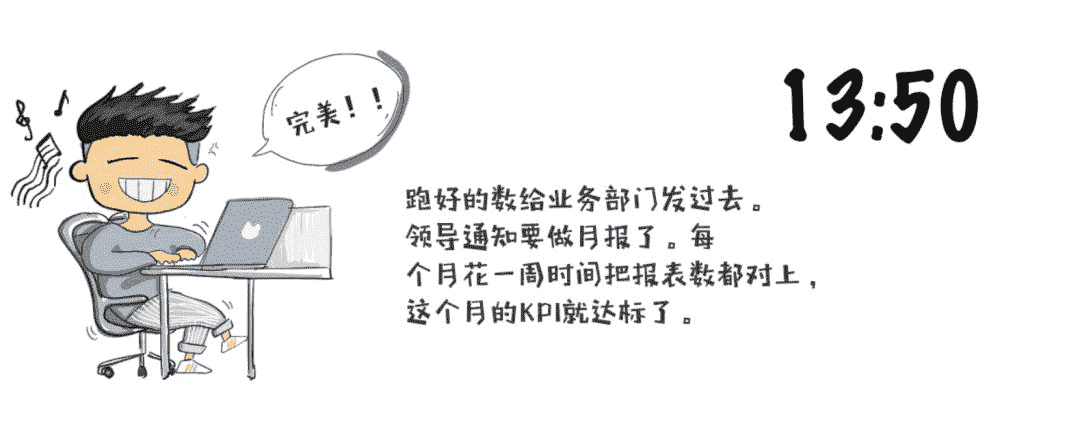 13:50
完美！！
跑好的数给业务部门发过去。
领导通知要做月报了。每
个月花一周时间把报表数都对上，
这个月的KPI就达标了。